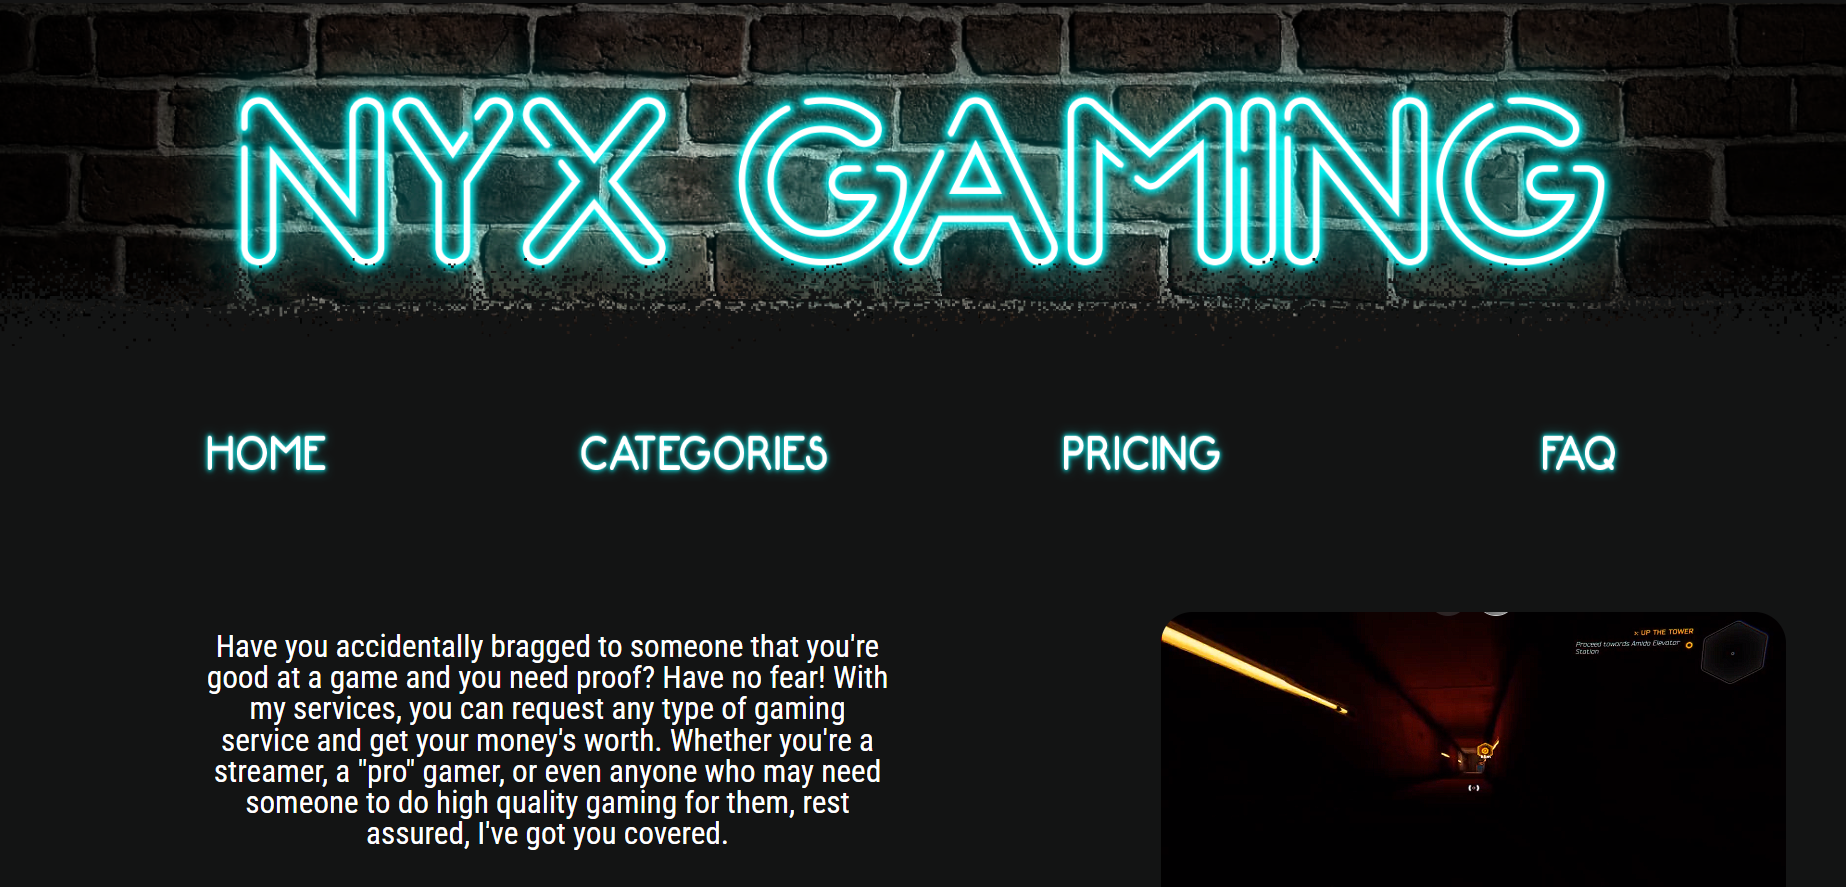 NYX GAMING
HOME CATEGORIES PRICING FAQ
Have you accidentally bragged to someone that you're
good at a game and you need proof? Have no fear! With
my services, you can request any type of gaming
service and get your money's worth. Whether you're a
streamer, a "pro" gamer, or even anyone who may need
someone to do high quality gaming for them, rest
assured, I've got you covered.
UP THE TOWER
Proceed towards Amida Elevator
Station